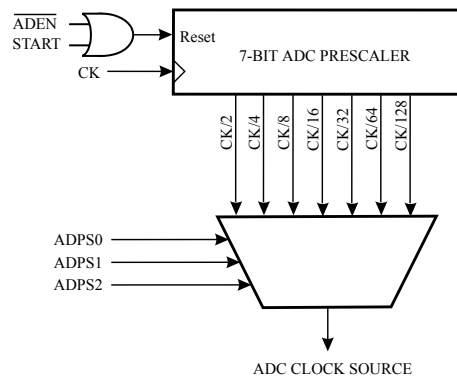 ADEN
START
Reset
7-BIT ADC PRESCALER
CK
CK/2
CK/4
CK/8
CK/16
CK/32
CK/64
CK/128
ADPS0
ADPS1
ADPS2
ADC CLOCK SOURCE